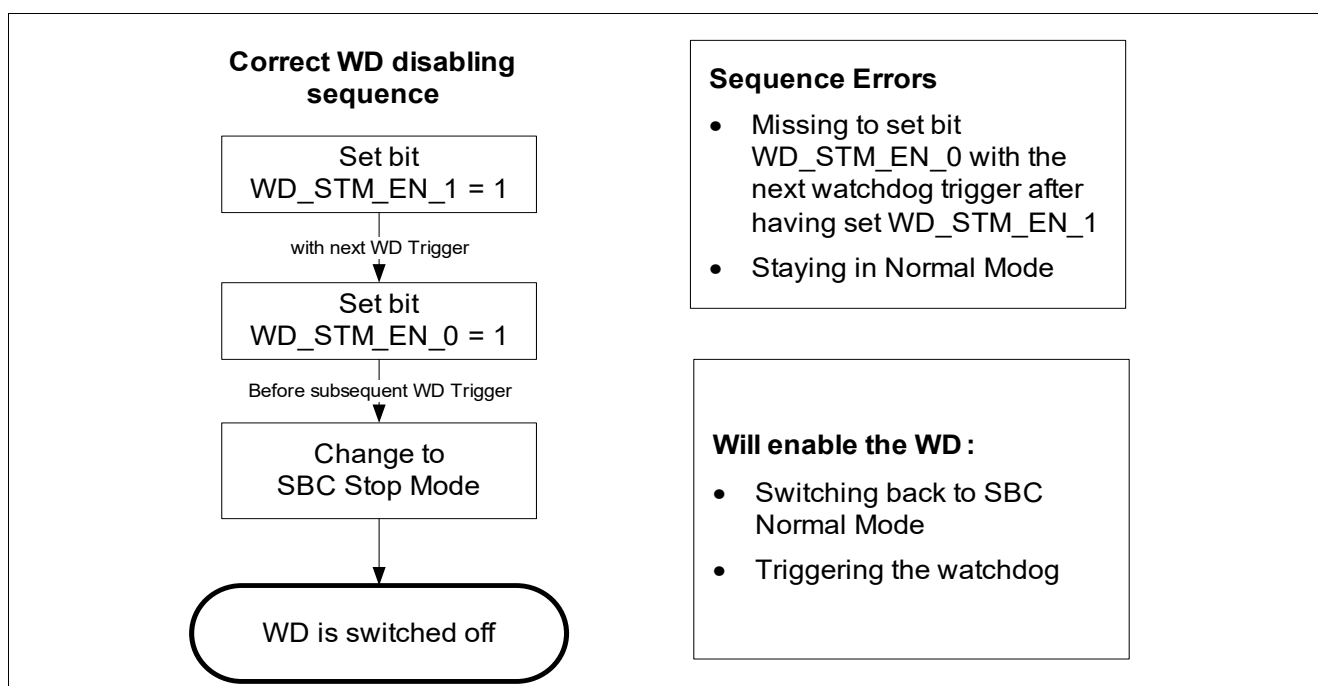 Correct WD disabling
sequence
Set bit
WD_STM_EN_1 = 1
with next WD Trigger
Set bit
WD_STM_EN_0 = 1
Before subsequent WD Trigger
Change to
SBC Stop Mode
WD is switched off
Sequence Errors
• Missing to set bit
WD_STM_EN_0 with the
next watchdog trigger after
having set WD_STM_EN_1
• Staying in Normal Mode
Will enable the WD :
• Switching back to SBC
Normal Mode
• Triggering the watchdog